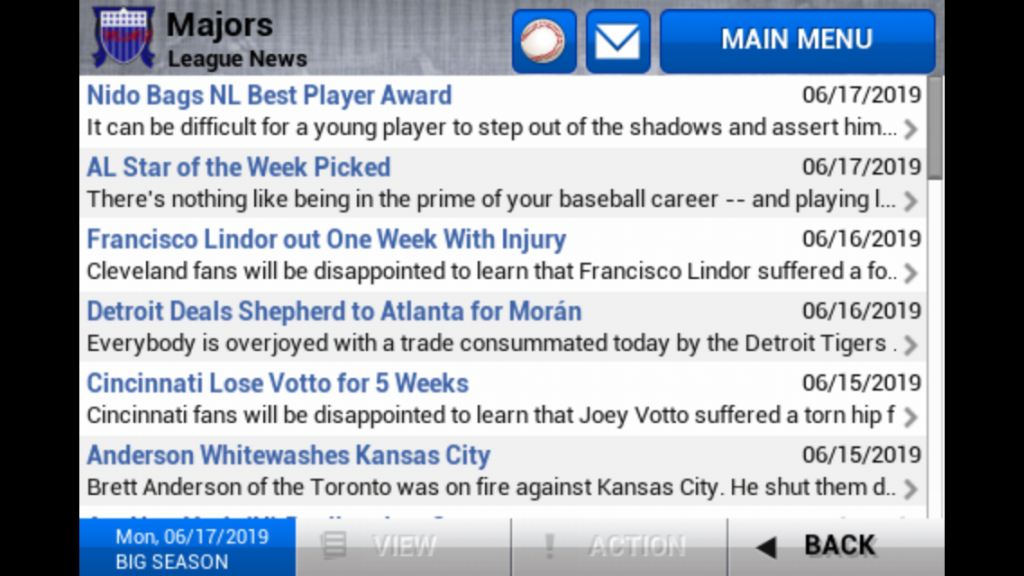 Majors
League News
MAIN MENU
Nido Bags NL Best Player Award 06/17/2019
It can be difficult for a young player to step out of the shadows and assert him...
AL Star of the Week Picked 06/17/2019
There's nothing like being in the prime of your baseball career -- and playing l...
Francisco Lindor out One Week With Injury 06/16/2019
Cleveland fans will be disappointed to learn that Francisco Lindor suffered a fo..
Detroit Deals Shepherd to Atlanta for Morán 06/16/2019
Everybody is overjoyed with a trade consummated today by the Detroit Tigers .
Cincinnati Lose Votto for 5 Weeks 06/15/2019
Cincinnati fans will be disappointed to learn that Joey Votto suffered a torn hip f
Anderson Whitewashes Kansas City 06/15/2019
Brett Anderson of the Toronto was on fire against Kansas City. He shut them d..
Mon, 06/17/2019
BIG SEASON
VIEW
ACTION
BACK